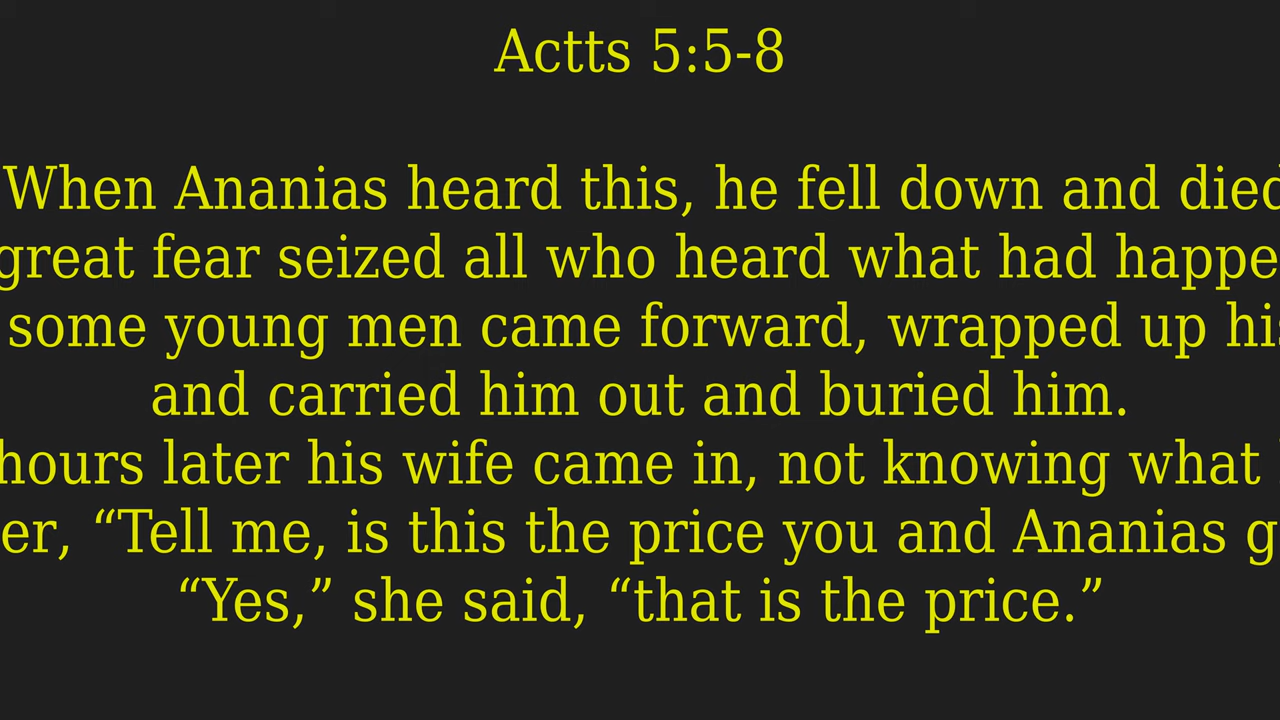 Actts 5:5-8
When Ananias heard this, he fell down and died
great fear seized all who heard what had happe
some young men came forward, wrapped up his
and carried him out and buried him.
hours later his wife came in, not knowing what
er, “Tell me, is this the price you and Ananias g
“Yes,” she said, “that is the price.”